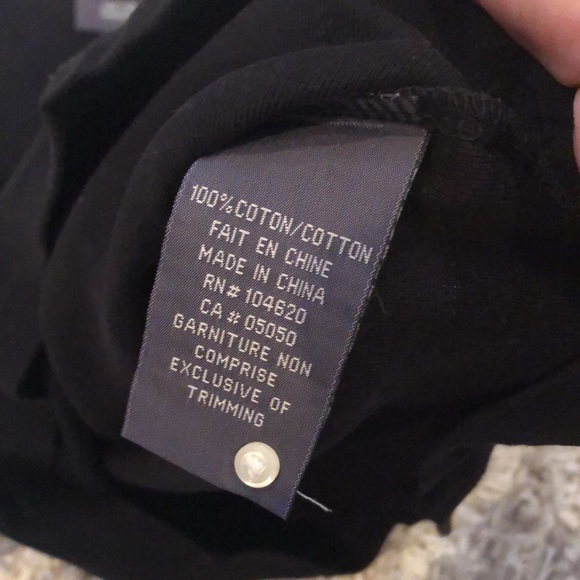 100%COTON/COTTON
FAIT EN CHINE
MADE IN CHINA
RN# 104620
CA # 05050
GARNITURE NON
COMPRISE
EXCLUSIVE OF
TRIMMING